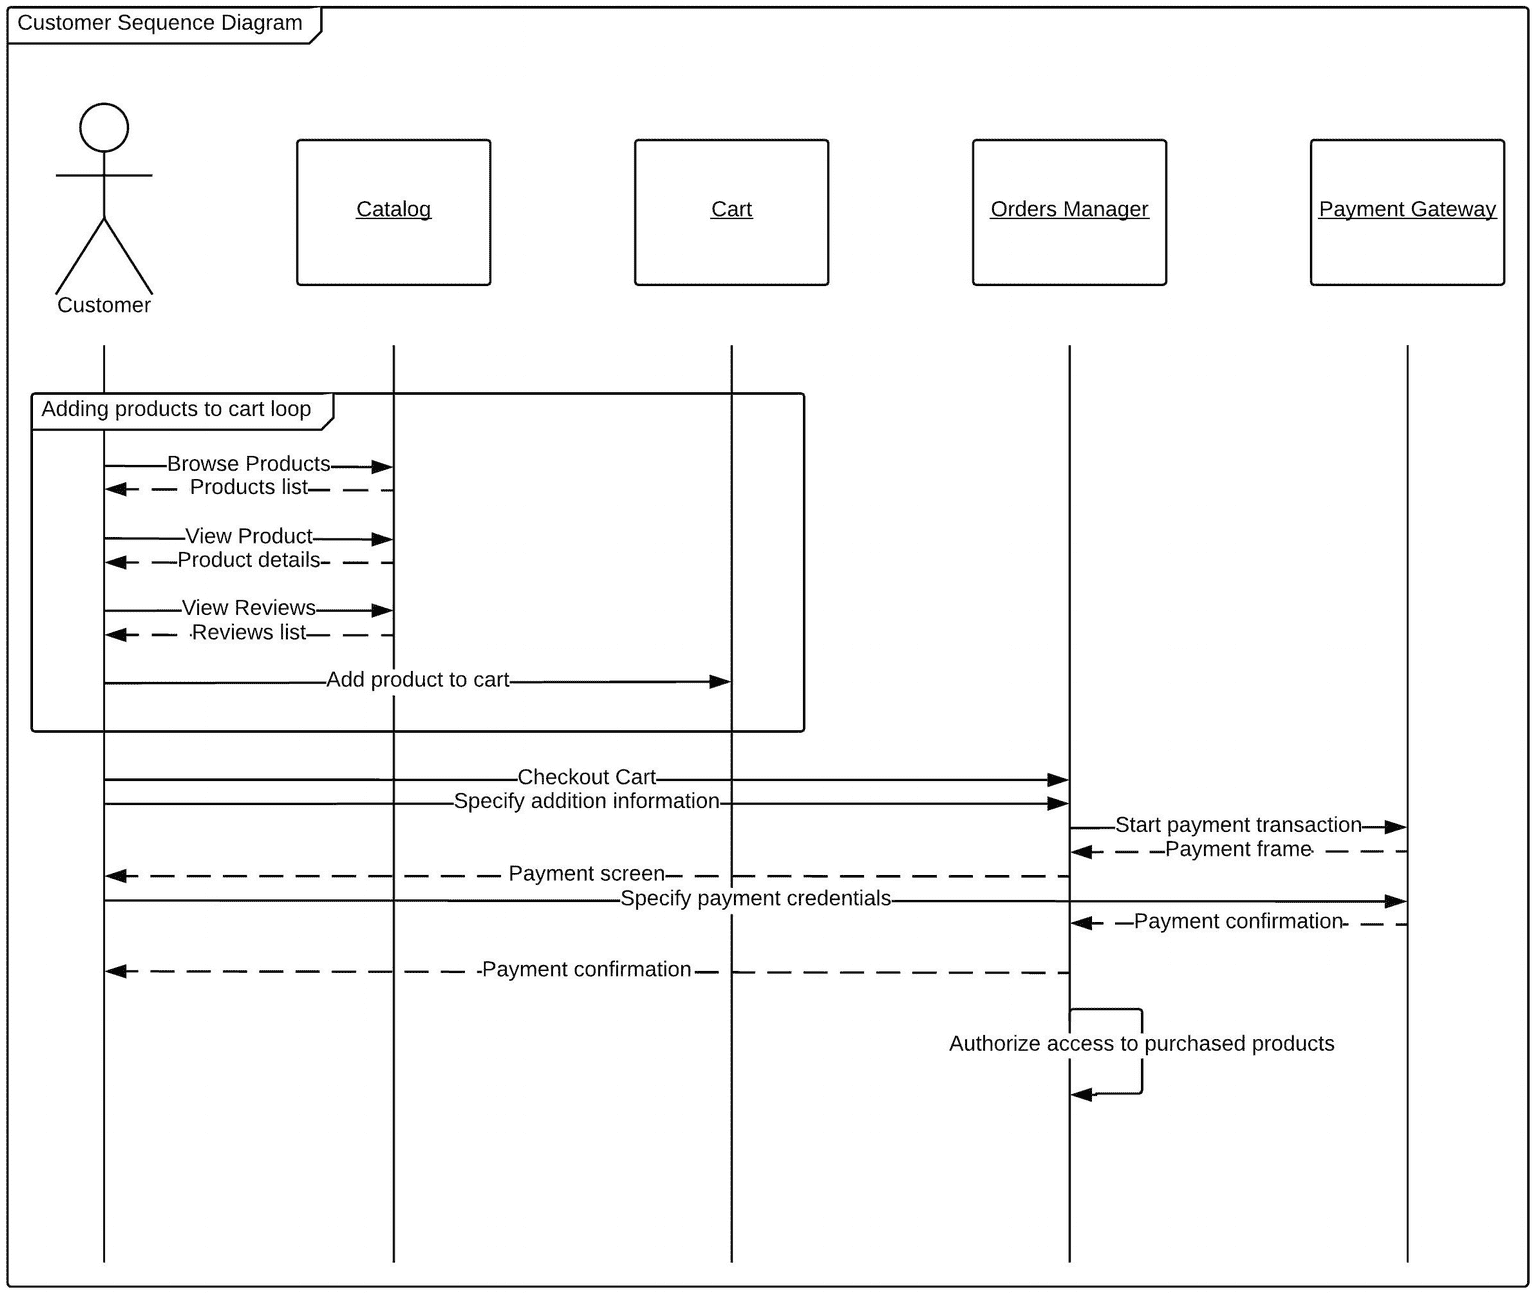 Customer Sequence Diagram
Customer
Catalog
Cart
Orders Manager
Payment Gateway
Adding products to cart loop
Browse Products
Products list
View Product
Product details
View Reviews
Reviews list
Add product to cart
Checkout Cart
Specify addition information
Start payment transaction
Payment frame
Payment screen
Specify payment credentials
Payment confirmation
Payment confirmation
Authorize access to purchased products